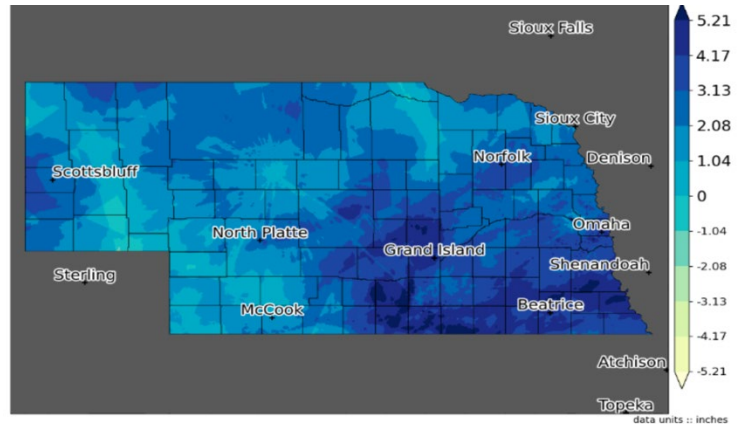 Sioux Falls
5.21
4.17
3.13
Sioux City
2.08
Norfolk
Denison
1.04
Scottsbluff
0
Omaha
North Platte
-1.04
Grand Island
Shenandoah
Sterling
-2.08
Beatrice
-3.13
McCook
-4.17
Atchison
-5.21
Topeka
data units :: inches